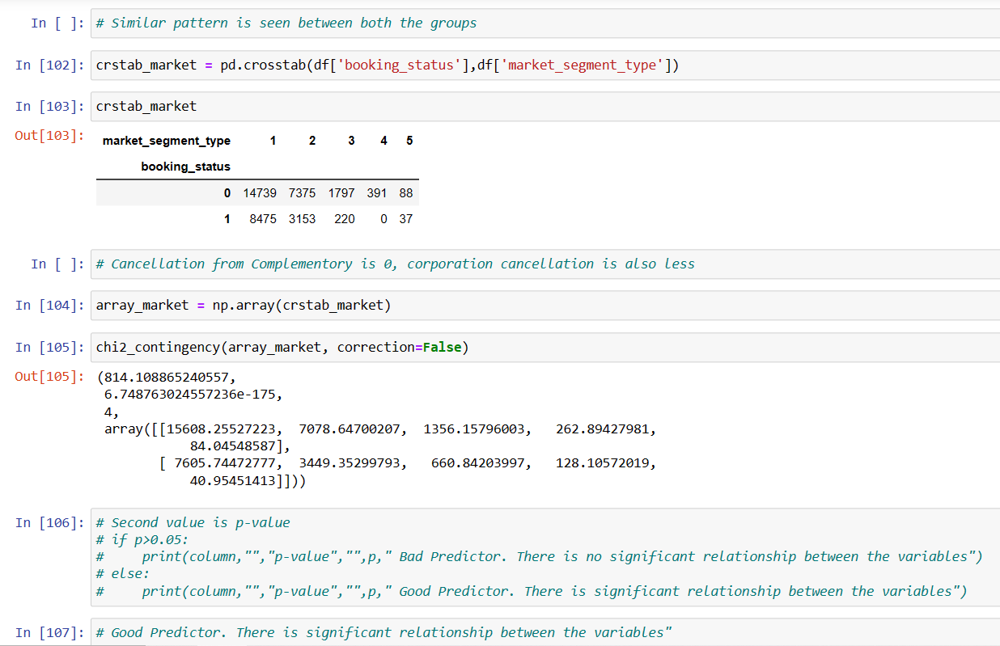 In [ ]: # Similar pattern is seen between both the groups
In [102]: crstab_market = pd.crosstab(df['booking_status'],df['market_segment_type'])
In [103]: crstab_market
Out[103]: market_segment_type 1 2 3 4 5
booking_status
0 14739 7375 1797 391 88
1 8475 3153 220 0 37
In [ ]: # Cancellation from Complementory is 0, corporation cancellation is also less
In [104]: array_market = np.array(crstab_market)
In [105]: chi2_contingency(array_market, correction=False)
Out[105]: (814.108865240557,
6.748763024557236e-175,
4,
array([[15608.25527223, 7078.64700207, 1356.15796003, 262.89427981,
84.04548587],
[ 7605.74472777, 3449.35299793, 660.84203997, 128.10572019,
40.95451413]]))
In [106]: # Second value is p-value
# if p>0.05:
#     print(column,"","p-value","",p," Bad Predictor. There is no significant relationship between the variables")
# else:
#     print(column,"","p-value","",p," Good Predictor. There is significant relationship between the variables")
In [107]: # Good Predictor. There is significant relationship between the variables"